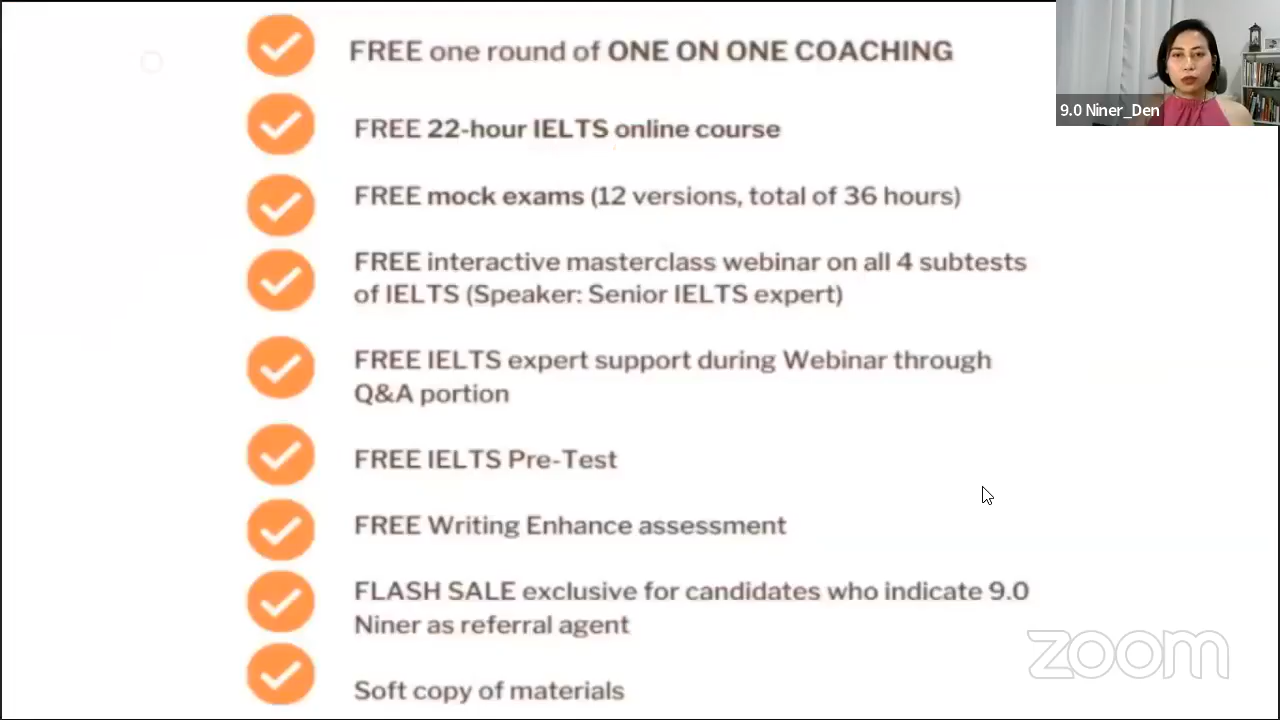 FREE one round of ONE ON ONE COACHING
9.0 Niner_Den
FREE 22-hour IELTS online course
FREE mock exams (12 versions, total of 36 hours)
FREE interactive masterclass webinar on all 4 subtests
of IELTS (Speaker: Senior IELTS expert)
FREE IELTS expert support during Webinar through
Q&A portion
FREE IELTS Pre-Test
FREE Writing Enhance assessment
FLASH SALE exclusive for candidates who indicate 9.0
Niner as referral agent
zoom
Soft copy of materials